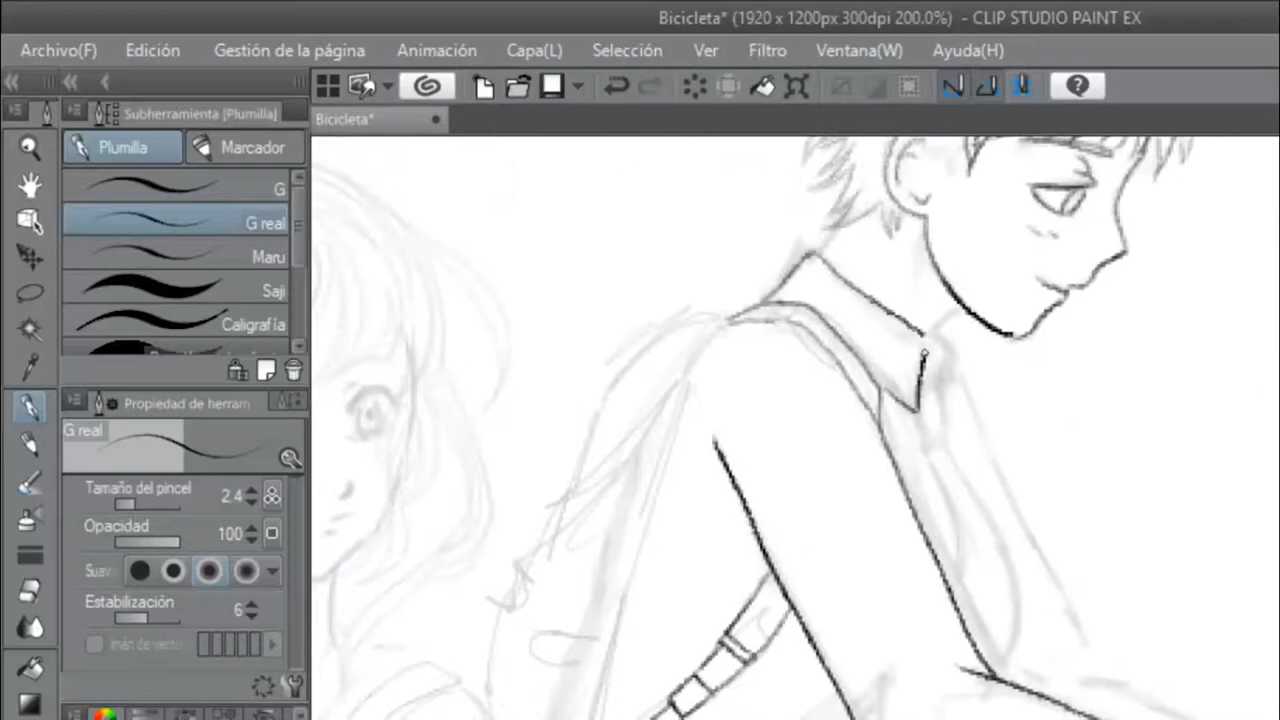 Bicicleta* (1920 x 1200px 300dpi 200.0%) - CLIP STUDIO PAINT EX
Archivo(F) Edición Gestión de la página Animación Capa(L) Selección Ver Filtro Ventana(W) Ayuda(H)
Subherramienta [Plumilla]
Bicicleta*
Plumilla Marcador
G
G real
Maru
Saji
Caligrafía
Propiedad de herram
G real
Tamaño del pincel 2.4
Opacidad 100
Suav
Estabilización 6